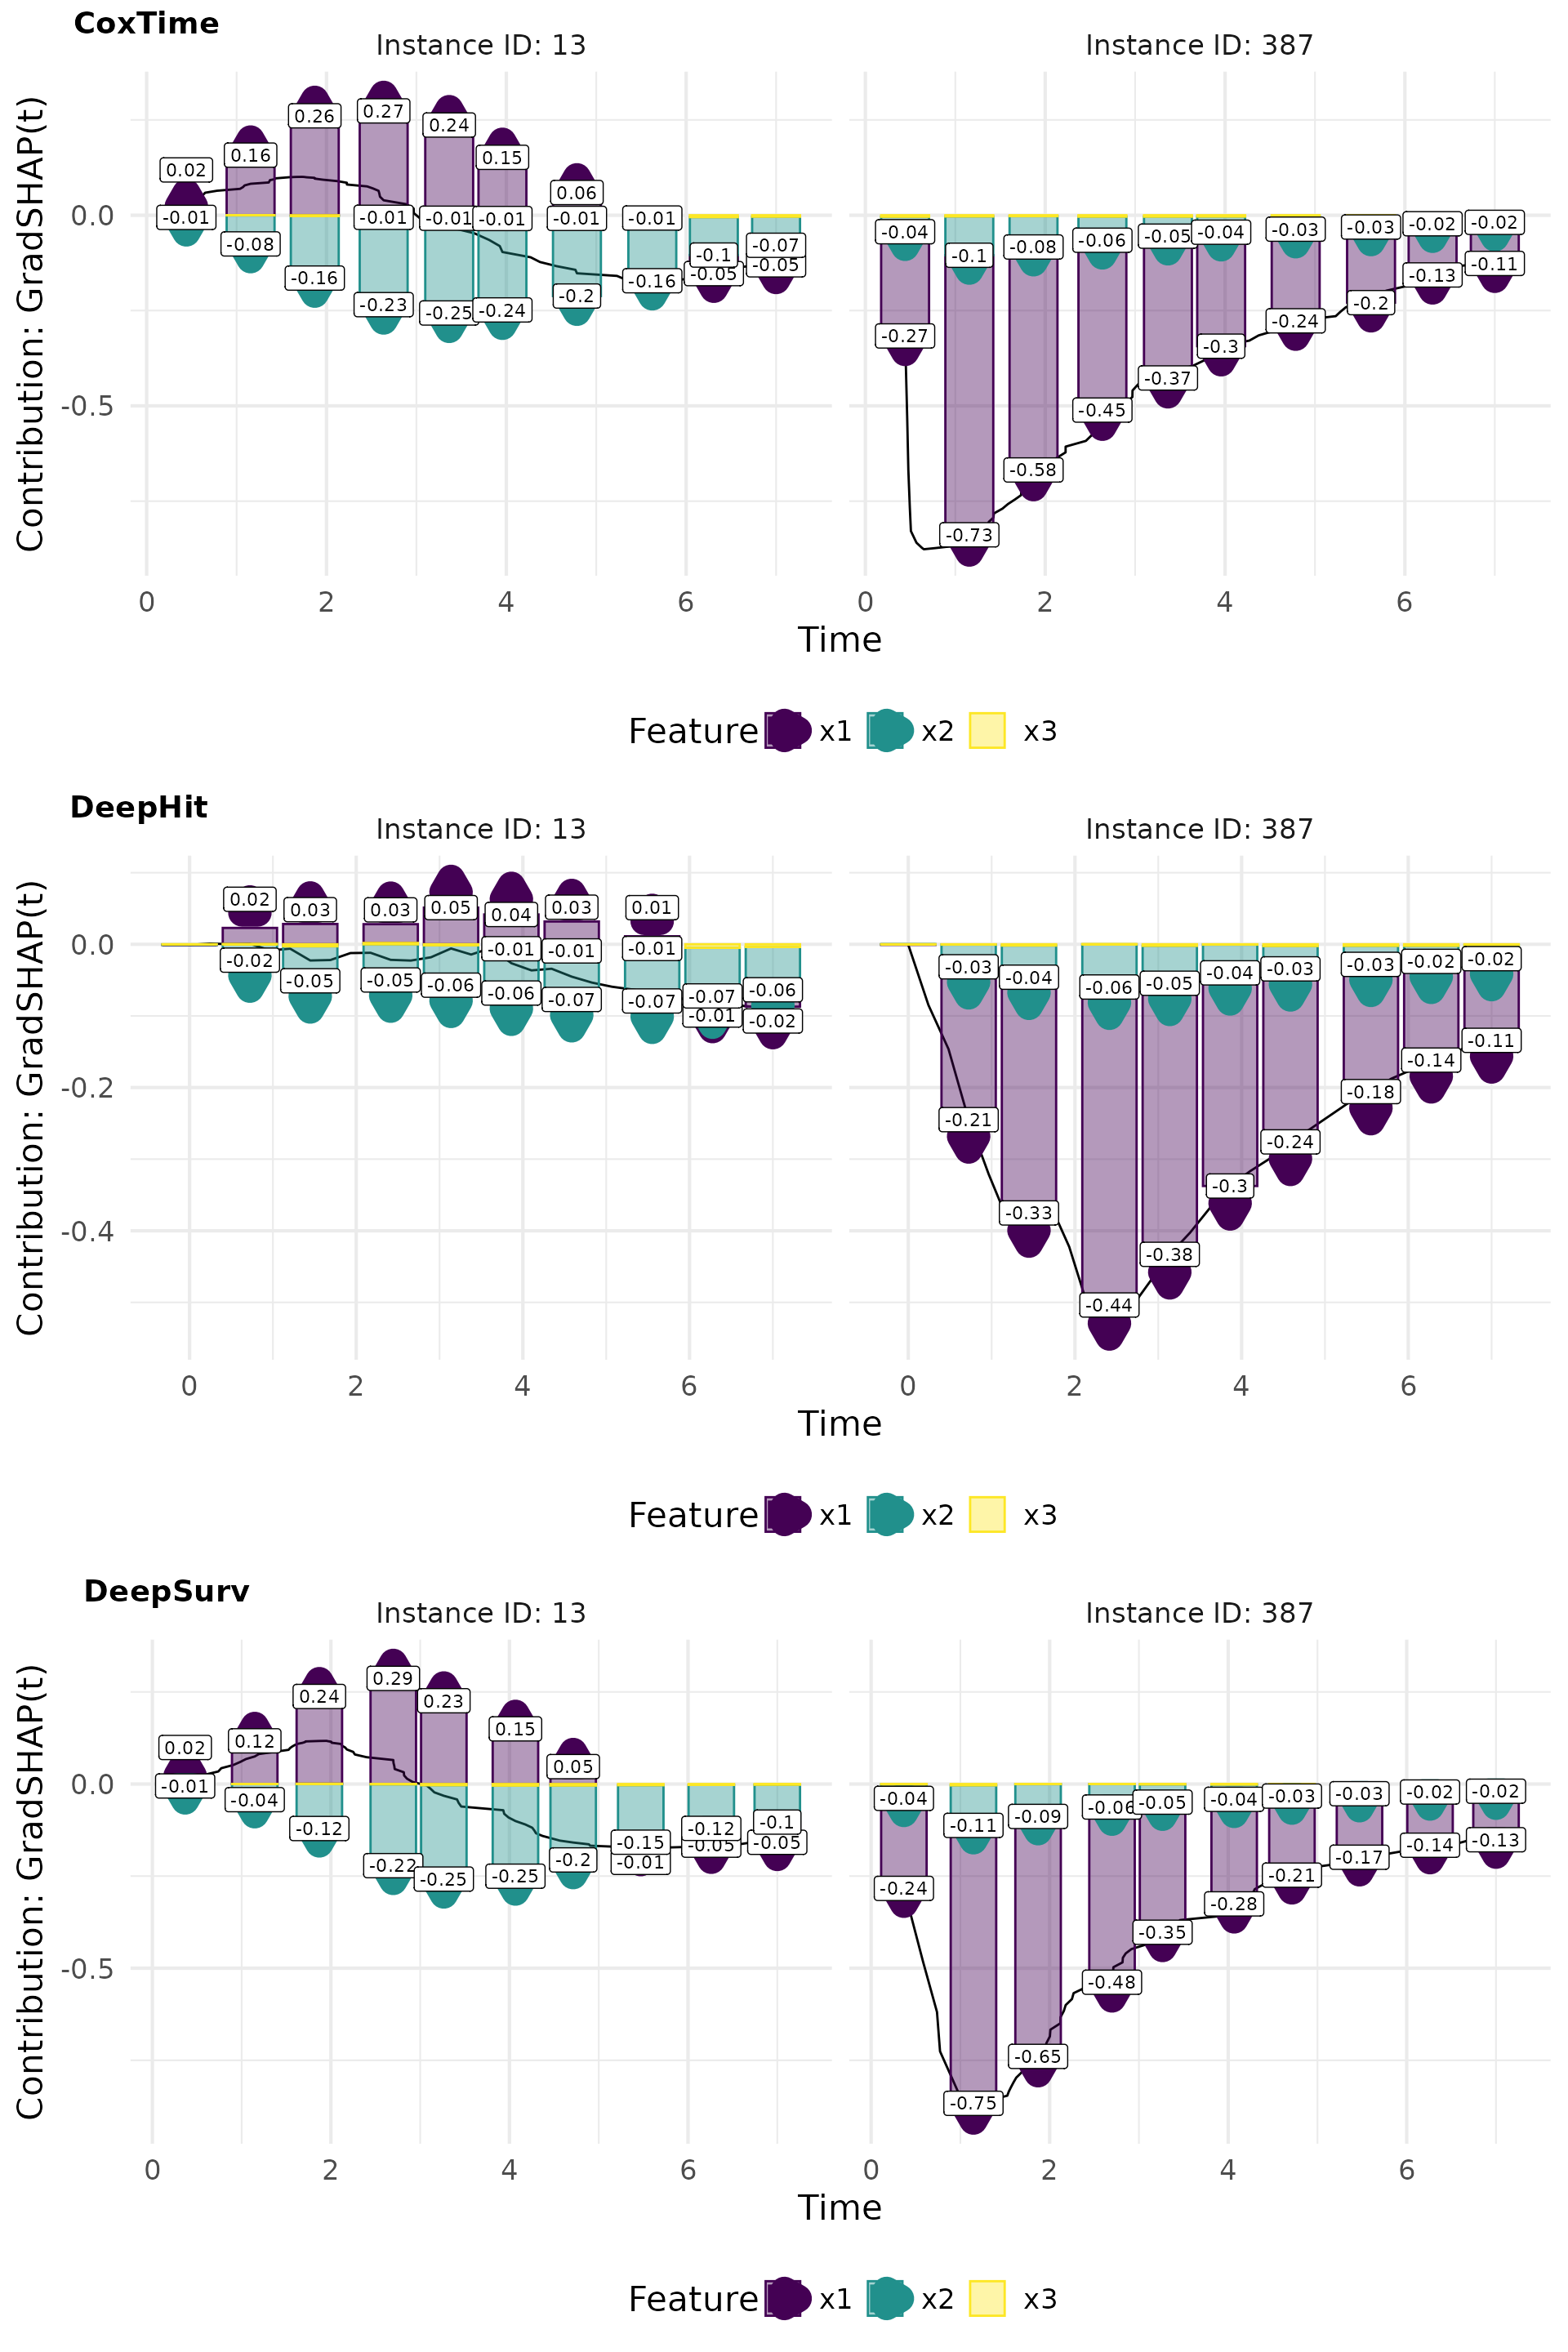 CoxTime
Instance ID: 13 Instance ID: 387
Contribution: GradSHAP(t)
0.0
-0.5
0.02 0.16 0.26 0.27 0.24 0.15 0.06
-0.01 -0.01 -0.01 -0.01 -0.01 -0.01
-0.08 -0.16 -0.23 -0.25 -0.24 -0.2 -0.16 -0.1 -0.05 -0.07 -0.05
-0.04 -0.1 -0.08 -0.06 -0.05 -0.04 -0.03 -0.03 -0.02 -0.02
-0.27 -0.73 -0.58 -0.45 -0.37 -0.3 -0.24 -0.2 -0.13 -0.11
0 2 4 6 0 2 4 6
Time
Feature x1 x2 x3
DeepHit
Instance ID: 13 Instance ID: 387
Contribution: GradSHAP(t)
0.0
-0.2
-0.4
0.02 0.03 0.03 0.05 0.04 0.03 0.01
-0.01 -0.01 -0.01
-0.02 -0.05 -0.05 -0.06 -0.06 -0.07 -0.07 -0.07 -0.01 -0.06 -0.02
-0.03 -0.04 -0.06 -0.05 -0.04 -0.03 -0.03 -0.02 -0.02
-0.21 -0.33 -0.44 -0.38 -0.3 -0.24 -0.18 -0.14 -0.11
0 2 4 6 0 2 4 6
Time
Feature x1 x2 x3
DeepSurv
Instance ID: 13 Instance ID: 387
Contribution: GradSHAP(t)
0.0
-0.5
0.02 0.12 0.24 0.29 0.23 0.15 0.05
-0.01 -0.04 -0.12 -0.22 -0.25 -0.25 -0.2 -0.15 -0.01 -0.12 -0.05 -0.1 -0.05
-0.04 -0.11 -0.09 -0.06 -0.05 -0.04 -0.03 -0.03 -0.02 -0.02
-0.24 -0.75 -0.65 -0.48 -0.35 -0.28 -0.21 -0.17 -0.14 -0.13
0 2 4 6 0 2 4 6
Time
Feature x1 x2 x3